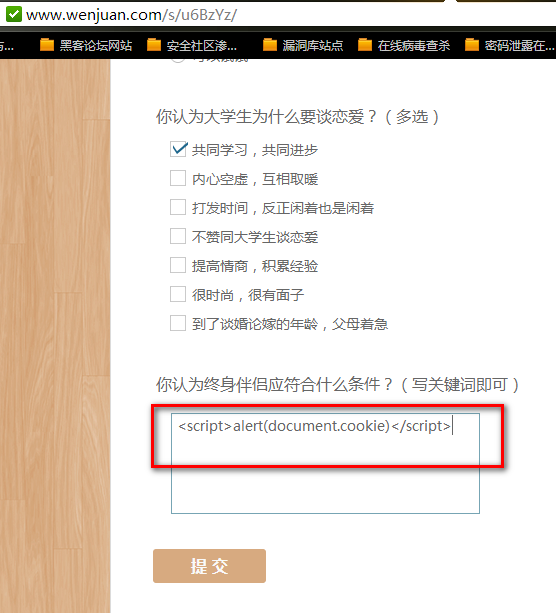 www.wenjuan.com/s/u6BzYz/
黑客论坛网站 安全社区渗... 漏洞库站点 在线病毒查杀 密码泄露在...
你认为大学生为什么要谈恋爱？（多选）
共同学习，共同进步
内心空虚，互相取暖
打发时间，反正闲着也是闲着
不赞同大学生谈恋爱
提高情商，积累经验
很时尚，很有面子
到了谈婚论嫁的年龄，父母着急
你认为终身伴侣应符合什么条件？（写关键词即可）
<script>alert(document.cookie)</script>
提 交